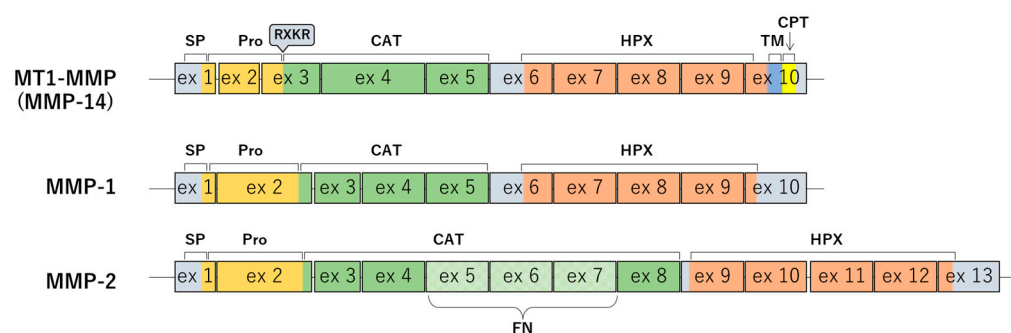 RXKR
CPT
SP Pro CAT HPX TM
MT1-MMP
(MMP-14)
ex 1 ex 2 ex 3 ex 4 ex 5 ex 6 ex 7 ex 8 ex 9 ex 10
SP Pro CAT HPX
MMP-1 ex 1 ex 2 ex 3 ex 4 ex 5 ex 6 ex 7 ex 8 ex 9 ex 10
SP Pro CAT HPX
MMP-2 ex 1 ex 2 ex 3 ex 4 ex 5 ex 6 ex 7 ex 8 ex 9 ex 10 ex 11 ex 12 ex 13
FN